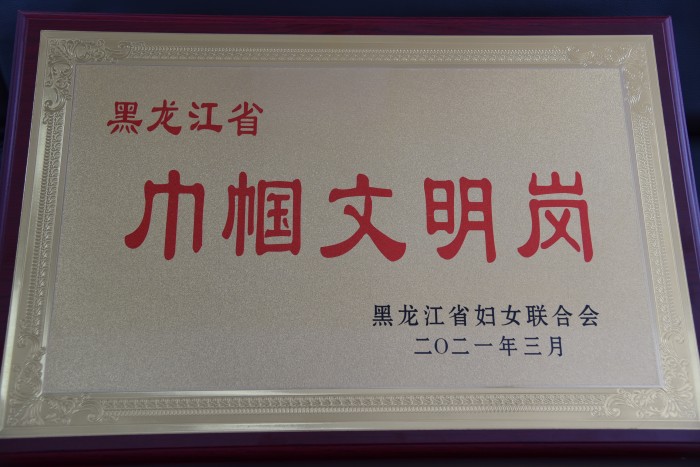 黑龙江省
巾帼文明岗
黑龙江省妇女联合会
二〇二一年三月